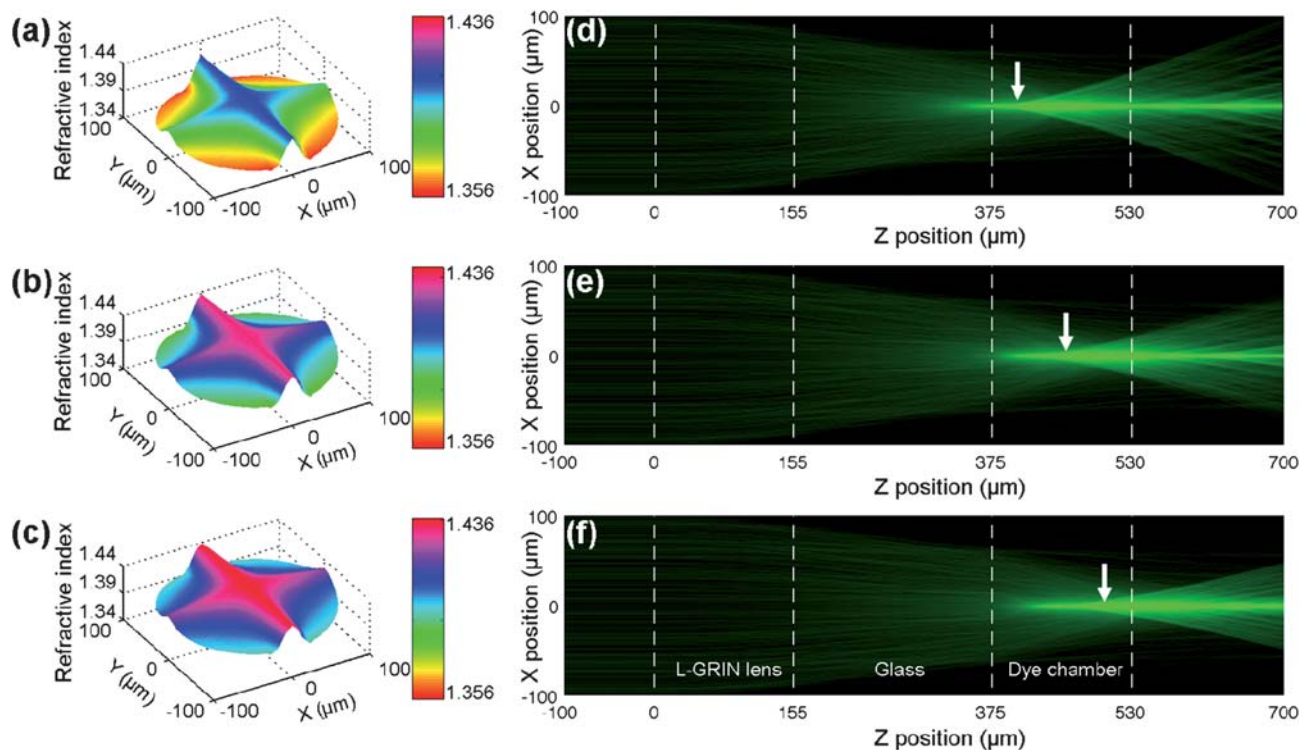 (a)
Refractive index
1.44
1.39
1.34
100
0
-100
Y (µm)
-100
0
100
X (µm)
1.436
1.356
(d)
X position (µm)
100
0
-100
-100 0 155 375 530 700
Z position (µm)
(b)
Refractive index
1.44
1.39
1.34
100
0
-100
Y (µm)
-100
0
100
X (µm)
1.436
1.356
(e)
X position (µm)
100
0
-100
-100 0 155 375 530 700
Z position (µm)
(c)
Refractive index
1.44
1.39
1.34
100
0
-100
Y (µm)
-100
0
100
X (µm)
1.436
1.356
(f)
X position (µm)
100
0
-100
L-GRIN lens Glass Dye chamber
-100 0 155 375 530 700
Z position (µm)